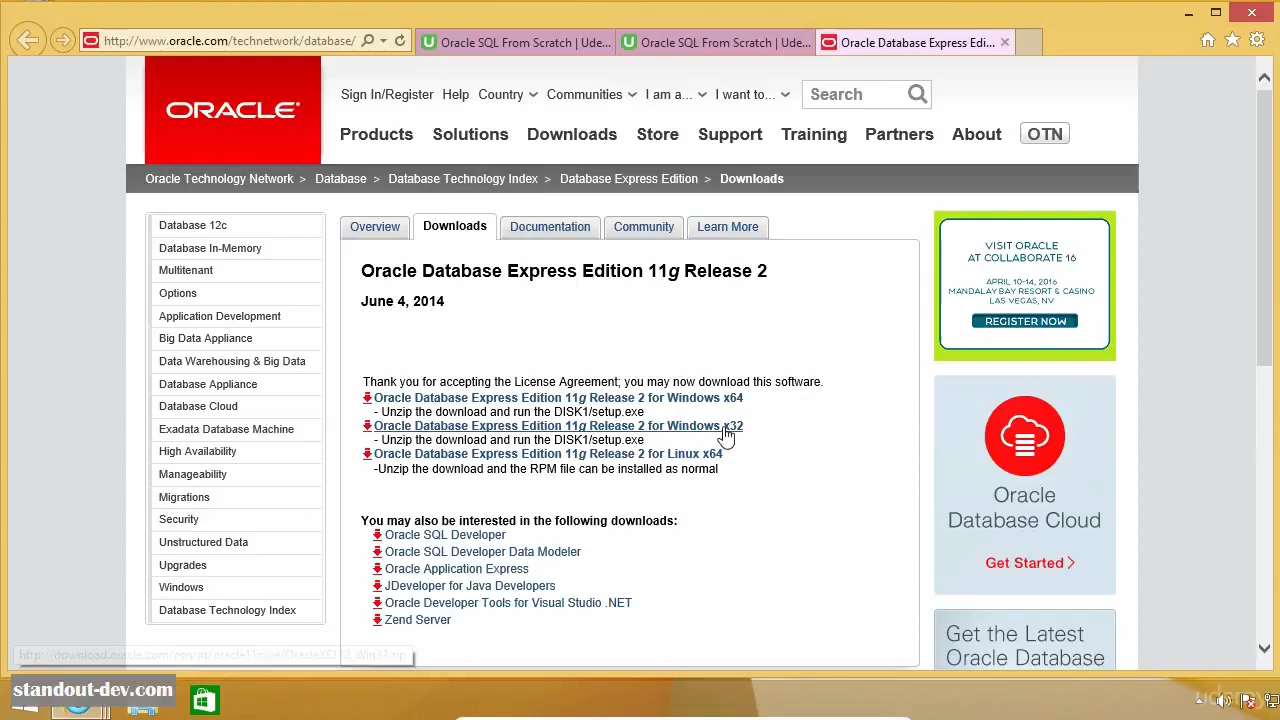 http://www.oracle.com/technetwork/database/
Oracle SQL From Scratch | Ude...
Oracle SQL From Scratch | Ude...
Oracle Database Express Edi...
ORACLE
Sign In/Register Help Country Communities I am a... I want to... Search
Products Solutions Downloads Store Support Training Partners About OTN
Oracle Technology Network > Database > Database Technology Index > Database Express Edition > Downloads
Database 12c
Database In-Memory
Multitenant
Options
Application Development
Big Data Appliance
Data Warehousing & Big Data
Database Appliance
Database Cloud
Exadata Database Machine
High Availability
Manageability
Migrations
Security
Unstructured Data
Upgrades
Windows
Database Technology Index
Overview Downloads Documentation Community Learn More
Oracle Database Express Edition 11g Release 2
June 4, 2014
Thank you for accepting the License Agreement; you may now download this software.
Oracle Database Express Edition 11g Release 2 for Windows x64
- Unzip the download and run the DISK1/setup.exe
Oracle Database Express Edition 11g Release 2 for Windows x32
- Unzip the download and run the DISK1/setup.exe
Oracle Database Express Edition 11g Release 2 for Linux x64
-Unzip the download and the RPM file can be installed as normal
You may also be interested in the following downloads:
Oracle SQL Developer
Oracle SQL Developer Data Modeler
Oracle Application Express
JDeveloper for Java Developers
Oracle Developer Tools for Visual Studio .NET
Zend Server
VISIT ORACLE
AT COLLABORATE 16
APRIL 10-14, 2016
MANDALAY BAY RESORT & CASINO
LAS VEGAS, NV
REGISTER NOW
Oracle
Database Cloud
Get Started >
Get the Latest
Oracle Database
standout-dev.com
udemy